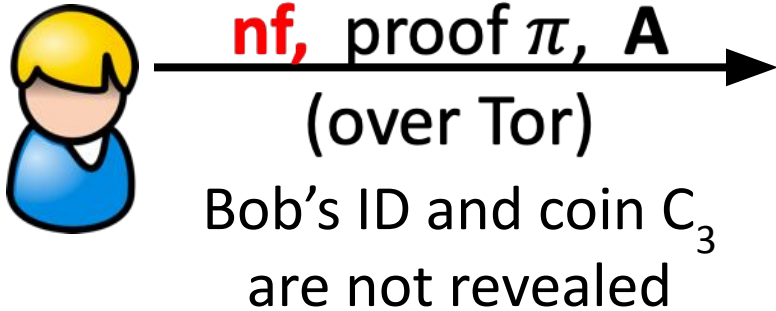 nf, proof π, A
(over Tor)
Bob’s ID and coin C₃
are not revealed